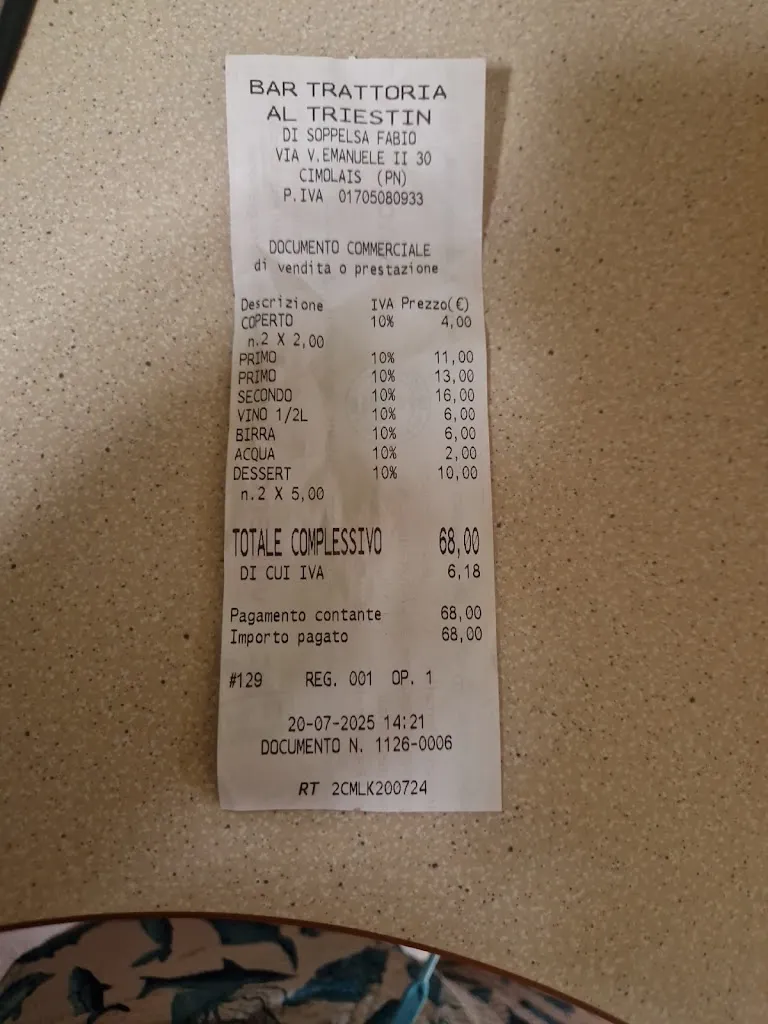 BAR TRATTORIA
AL TRIESTIN
DI SOPPELSA FABIO
VIA V.EMANUELE II 30
CIMOLAIS (PN)
P.IVA 01705080933
DOCUMENTO COMMERCIALE
di vendita o prestazione
Descrizione IVA Prezzo(€)
COPERTO 10% 4,00
n.2 X 2,00
PRIMO 10% 11,00
PRIMO 10% 13,00
SECONDO 10% 16,00
VINO 1/2L 10% 6,00
BIRRA 10% 6,00
ACQUA 10% 2,00
DESSERT 10% 10,00
n.2 X 5,00
TOTALE COMPLESSIVO 68,00
DI CUI IVA 6,18
Pagamento contante 68,00
Importo pagato 68,00
#129 REG. 001 OP. 1
20-07-2025 14:21
DOCUMENTO N. 1126-0006
RT 2CMLK200724